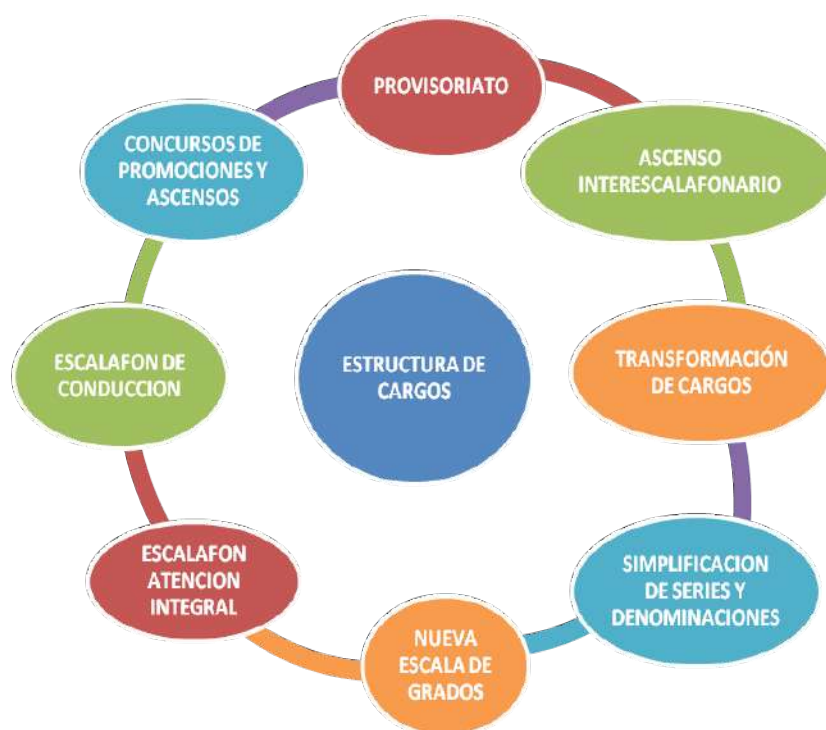 PROVISORIATO
ASCENSO
INTERESCALAFONARIO
TRANSFORMACIÓN
DE CARGOS
SIMPLIFICACION
DE SERIES Y
DENOMINACIONES
NUEVA
ESCALA DE
GRADOS
ESCALAFON
ATENCION
INTEGRAL
ESCALAFON DE
CONDUCCION
CONCURSOS DE
PROMOCIONES Y
ASCENSOS
ESTRUCTURA DE
CARGOS